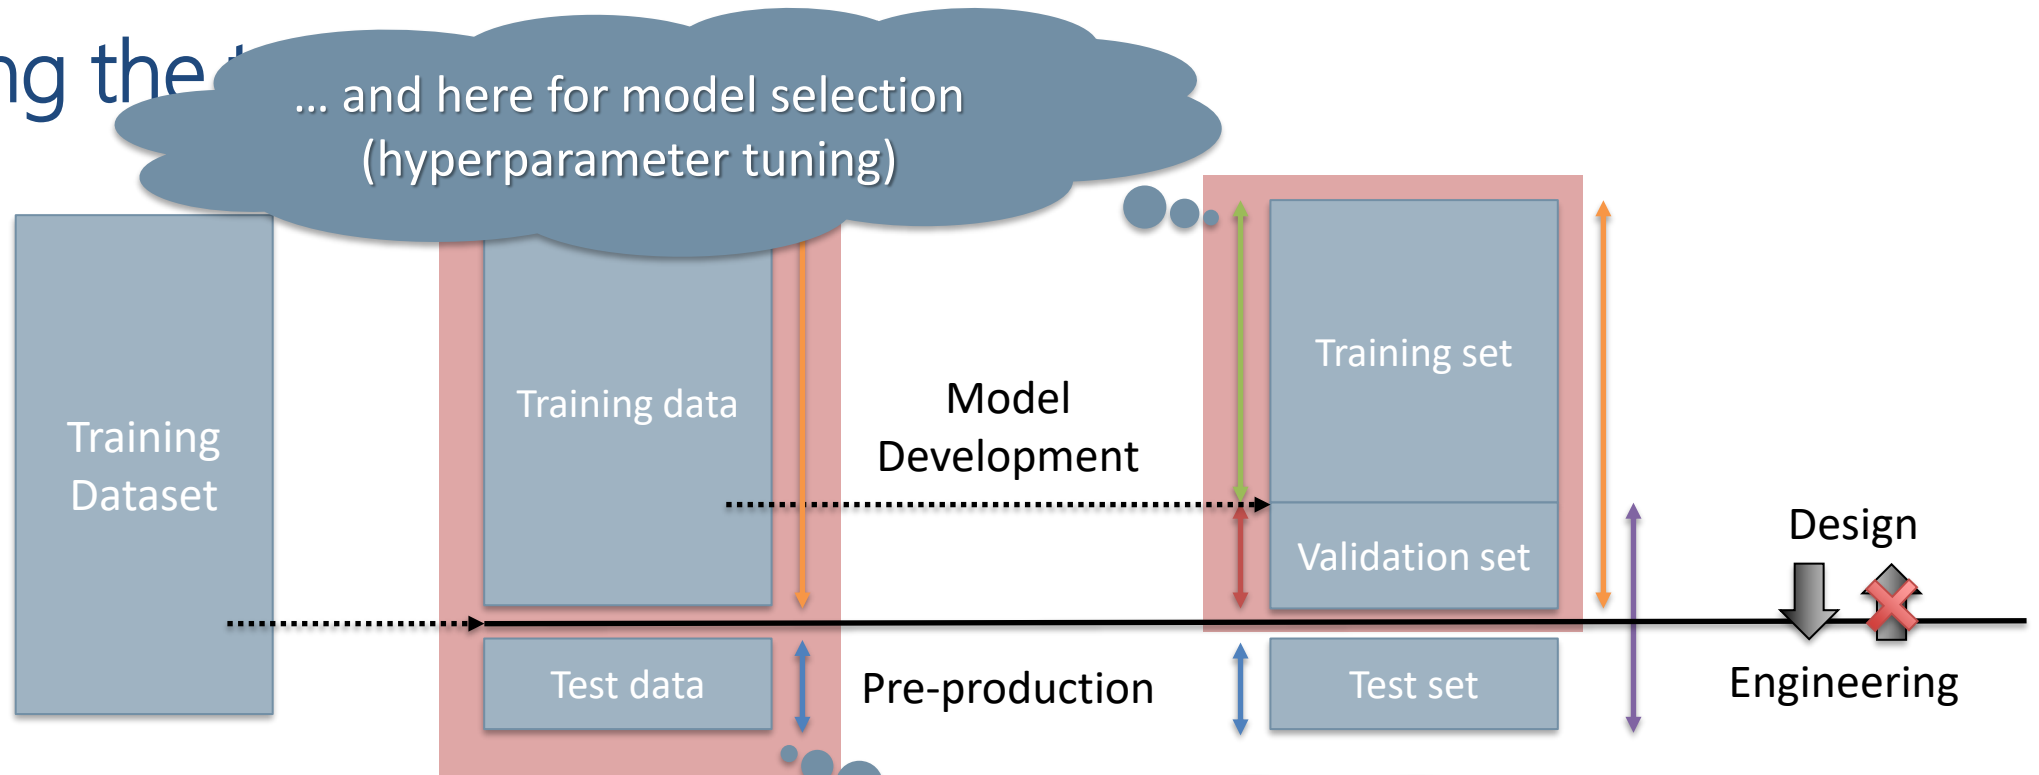 the
... and here for model selection
(hyperparameter tuning)
Training
Dataset
Training data
Test data
Model
Development
Pre-production
Training set
Validation set
Test set
Design
Engineering